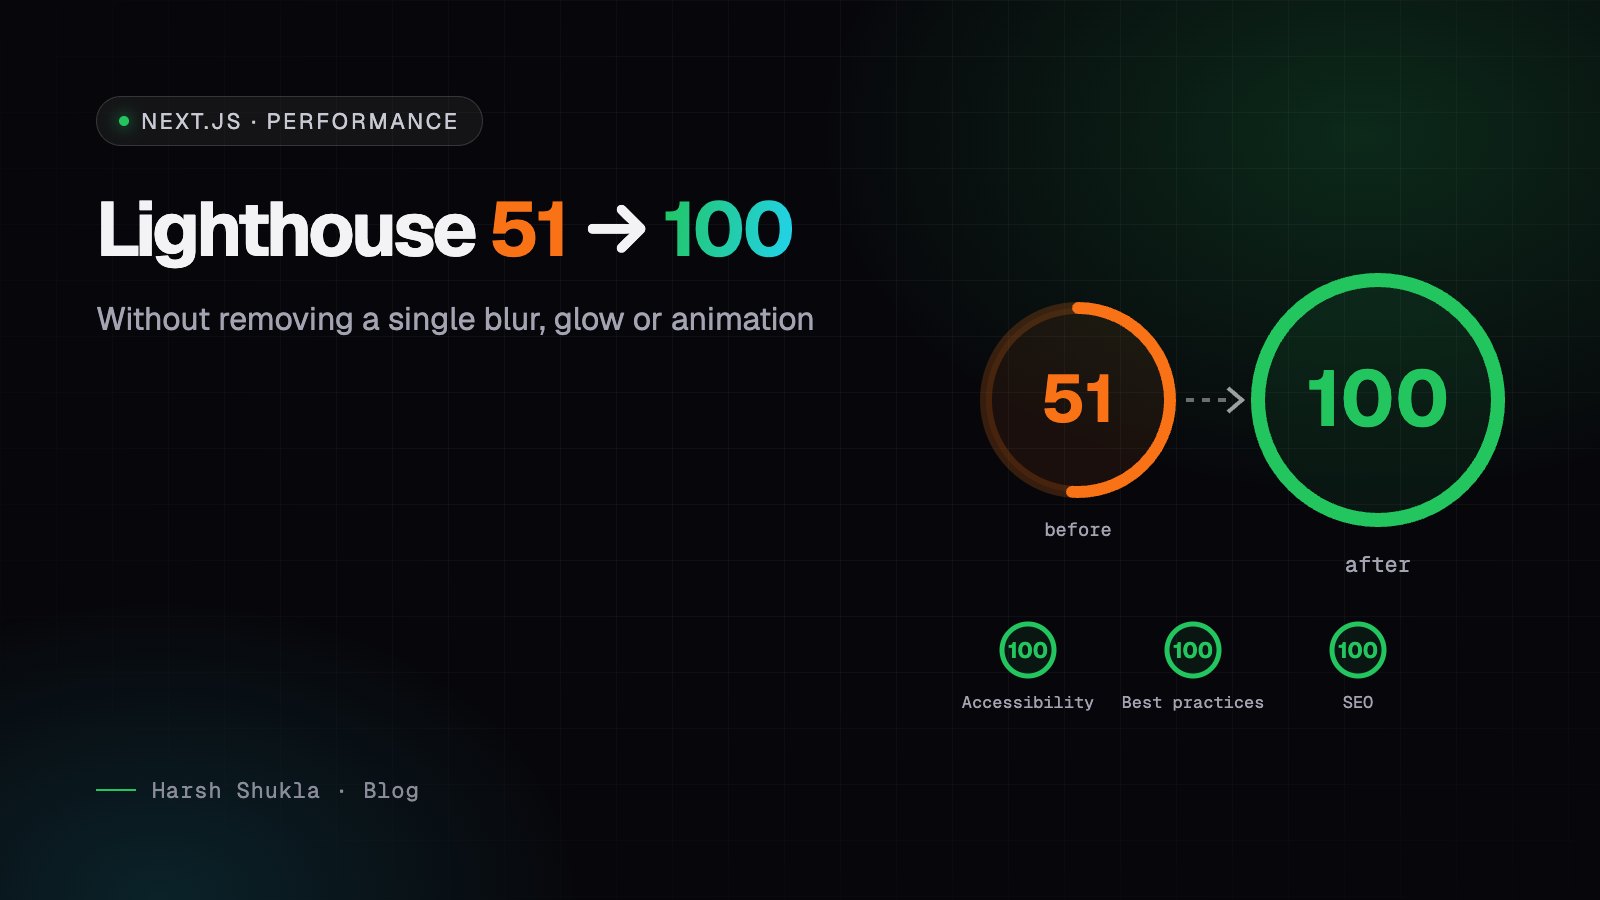 NEXT.JS · PERFORMANCE
Lighthouse 51 → 100
Without removing a single blur, glow or animation
51
100
before
after
100
100
100
Accessibility
Best practices
SEO
Harsh Shukla · Blog